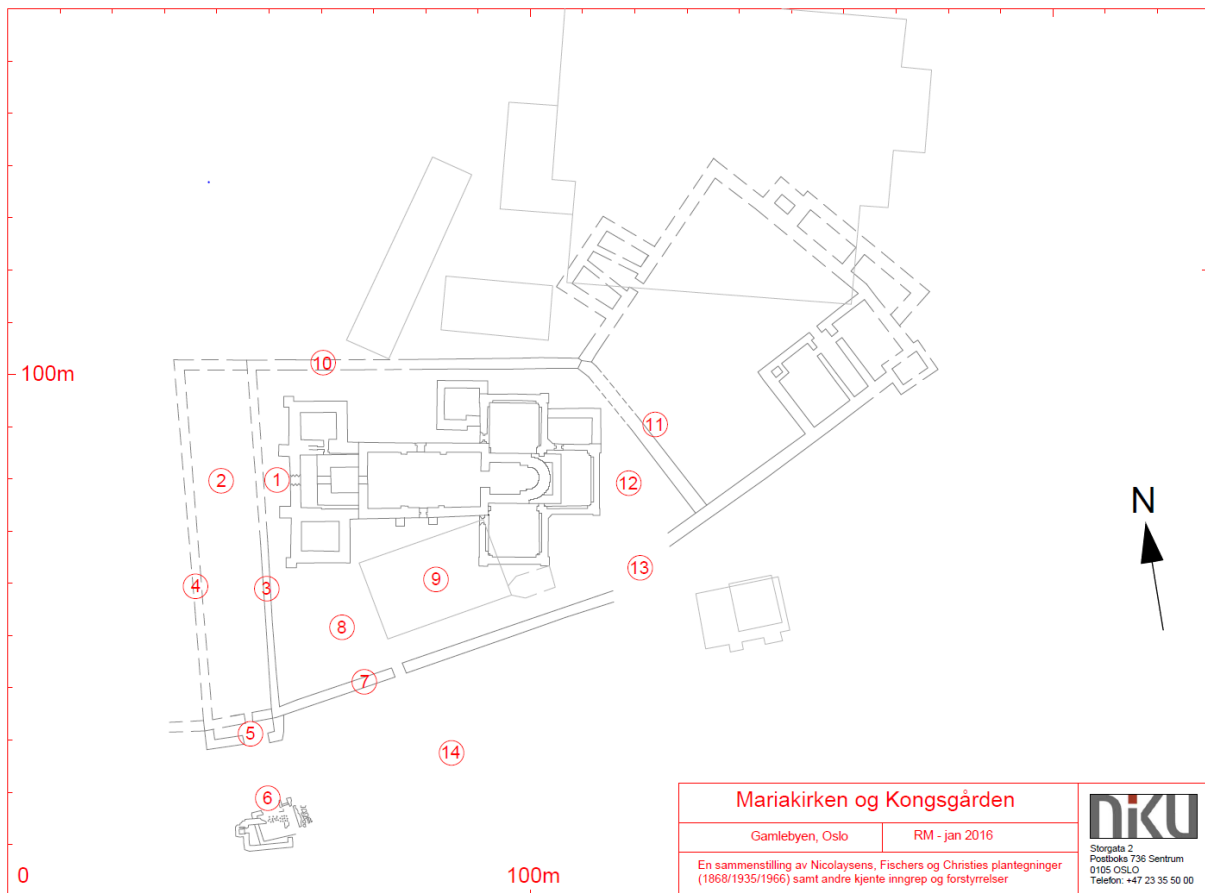 10
100m
11
1
2
12
N
13
9
4
3
8
7
5
14
6
Mariakirken og Kongsgården
Gamlebyen, Oslo
RM - jan 2016
En sammenstilling av Nicolaysens, Fischers og Christies plantegninger
(1868/1935/1966) samt andre kjente inngrep og forstyrrelser
niku
Storgata 2
Postboks 736 Sentrum
0105 OSLO
Telefon: +47 23 35 50 00
0
100m